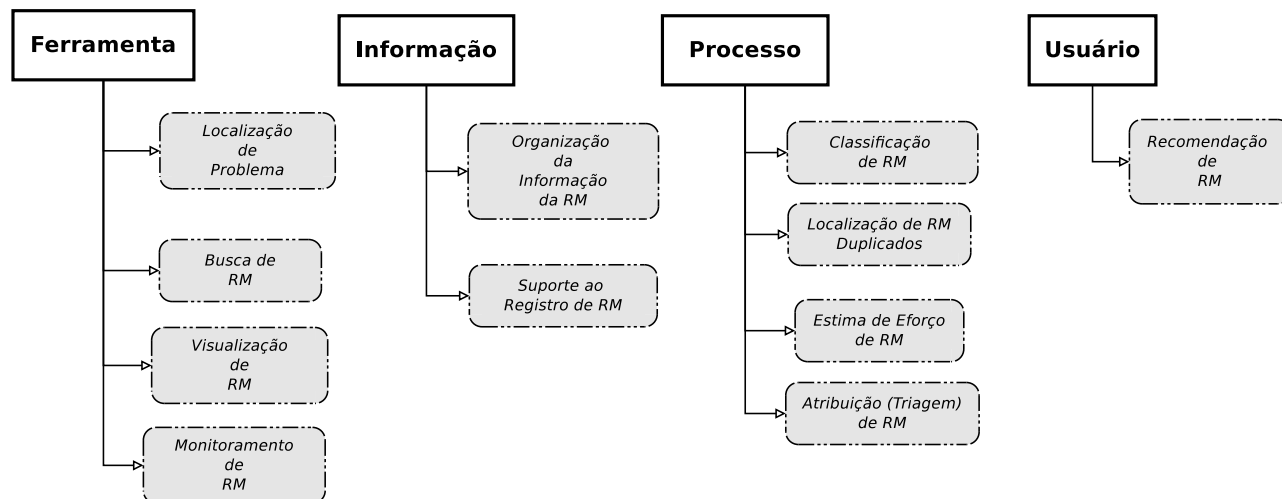 Ferramenta
Localização
de
Problema
Busca de
RM
Visualização
de
RM
Monitoramento
de
RM
Informação
Organização
da
Informação
da RM
Suporte ao
Registro de RM
Processo
Classificação
de RM
Localização de RM
Duplicados
Estima de Eforço
de RM
Atribuição (Triagem)
de RM
Usuário
Recomendação
de
RM